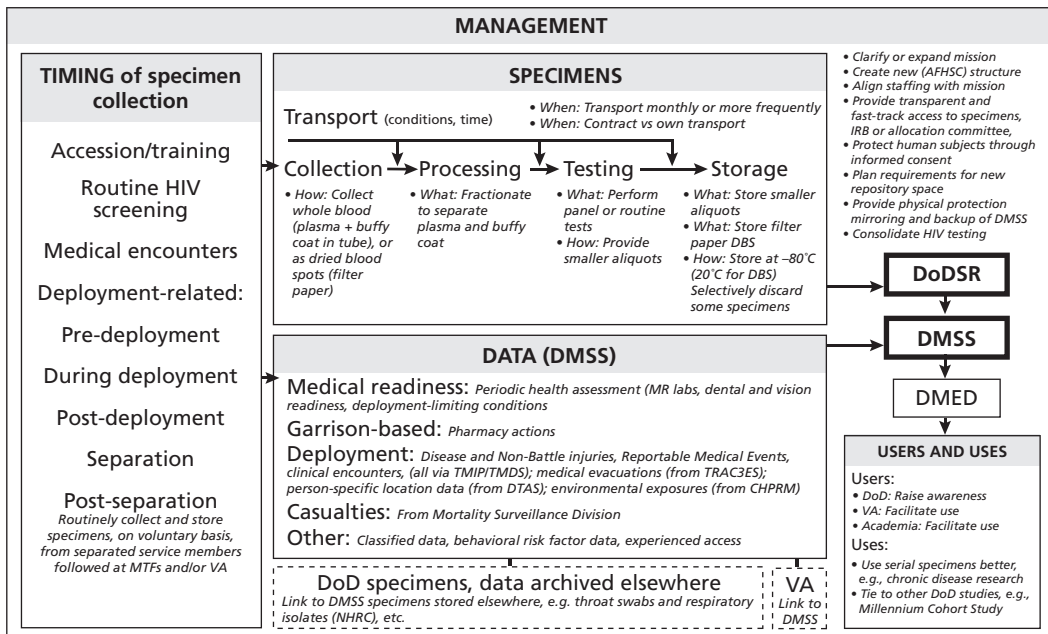 MANAGEMENT
TIMING of specimen
collection
Accession/training
Routine HIV
screening
Medical encounters
Deployment-related:
Pre-deployment
During deployment
Post-deployment
Separation
Post-separation
Routinely collect and store
specimens, on voluntary basis,
from separated service members
followed at MTFs and/or VA
SPECIMENS
Transport (conditions, time)
• When: Transport monthly or more frequently
• When: Contract vs own transport
Collection
• How: Collect
whole blood
(plasma + buffy
coat in tube), or
as dried blood
spots (filter
paper)
Processing
• What: Fractionate
to separate
plasma and buffy
coat
Testing
• What: Perform
panel or routine
tests
• How: Provide
smaller aliquots
Storage
• What: Store smaller
aliquots
• What: Store filter
paper DBS
• How: Store at –80˚C
(20˚C for DBS)
Selectively discard
some specimens
DATA (DMSS)
Medical readiness: Periodic health assessment (MR labs, dental and vision
readiness, deployment-limiting conditions
Garrison-based: Pharmacy actions
Deployment: Disease and Non-Battle injuries, Reportable Medical Events,
clinical encounters, (all via TMIP/TMDS); medical evacuations (from TRAC3ES);
person-specific location data (from DTAS); environmental exposures (from CHPRM)
Casualties: From Mortality Surveillance Division
Other: Classified data, behavioral risk factor data, experienced access
DoD specimens, data archived elsewhere
Link to DMSS specimens stored elsewhere, e.g. throat swabs and respiratory
isolates (NHRC), etc.
VA
Link to
DMSS
• Clarify or expand mission
• Create new (AFHSC) structure
• Align staffing with mission
• Provide transparent and
fast-track access to specimens,
IRB or allocation committee,
• Protect human subjects through
informed consent
• Plan requirements for new
repository space
• Provide physical protection
mirroring and backup of DMSS
• Consolidate HIV testing
DoDSR
DMSS
DMED
USERS AND USES
Users:
• DoD: Raise awareness
• VA: Facilitate use
• Academia: Facilitate use
Uses:
• Use serial specimens better,
e.g., chronic disease research
• Tie to other DoD studies, e.g.,
Millennium Cohort Study